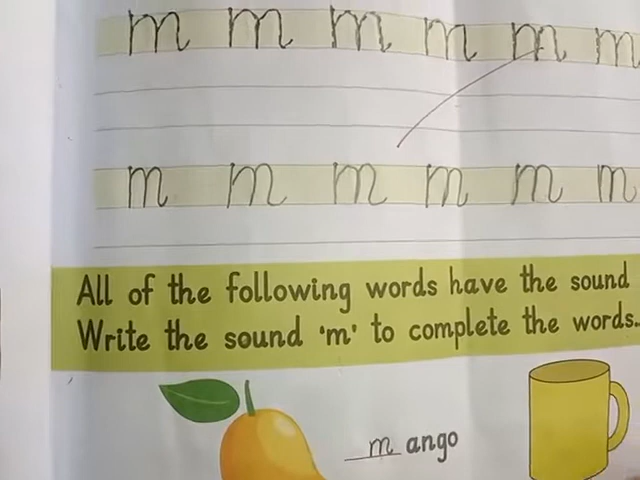 m m m m m m
m m m m m m
All of the following words have the sound
Write the sound 'm' to complete the words..
m ango